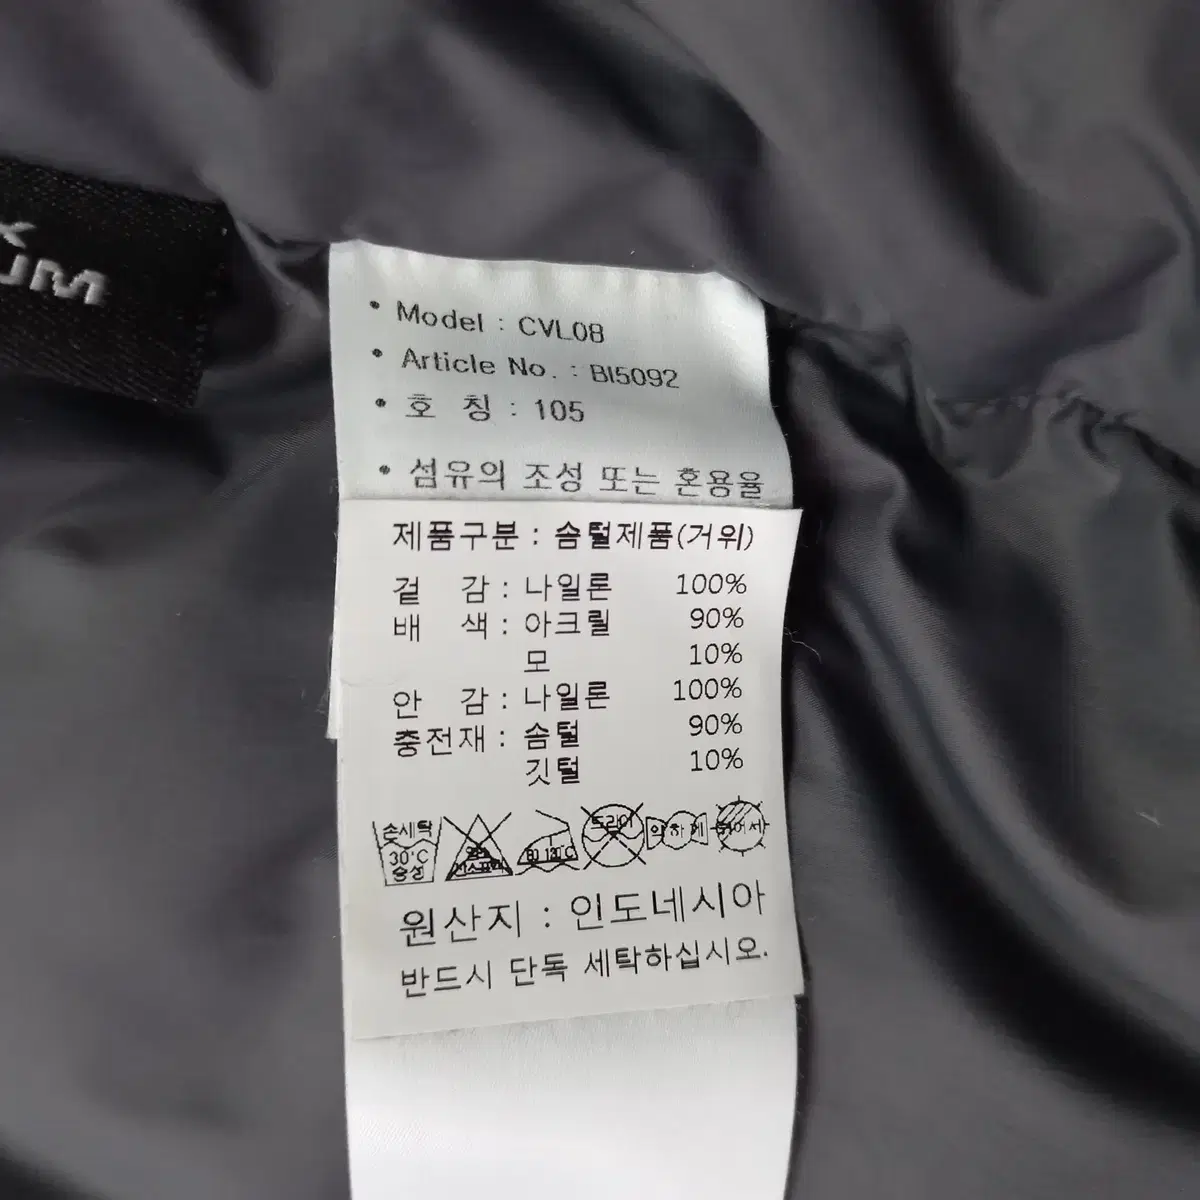 • Model : CVL08
• Article No. : BI5092
• 호 칭 : 105
• 섬유의 조성 또는 혼용율
제품구분 : 솜털제품(거위)
겉 감 : 나일론 100%
배 색 : 아크릴 90%
모 10%
안 감 : 나일론 100%
충전재 : 솜털 90%
깃털 10%
손세탁
30°C
중성
드라이
약하게
원산지 : 인도네시아
반드시 단독 세탁하십시오.